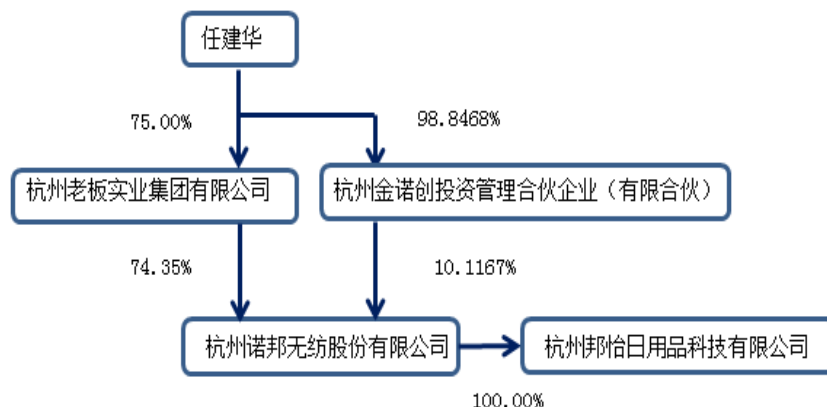 任建华
75.00%
98.8468%
杭州老板实业集团有限公司
杭州金诺创投资管理合伙企业（有限合伙）
74.35%
10.1167%
杭州诺邦无纺股份有限公司
杭州邦怡日用品科技有限公司
100.00%